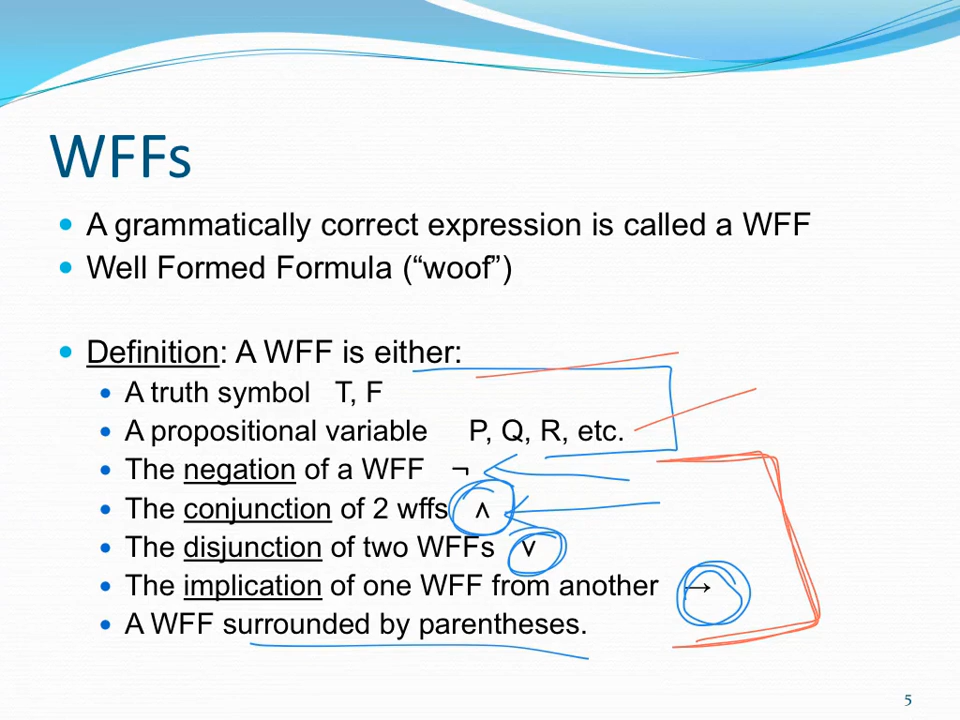 WFFs
A grammatically correct expression is called a WFF
Well Formed Formula (“woof”)
Definition: A WFF is either:
A truth symbol T, F
A propositional variable P, Q, R, etc.
The negation of a WFF ¬
The conjunction of 2 wffs ∧
The disjunction of two WFFs ∨
The implication of one WFF from another →
A WFF surrounded by parentheses.
5